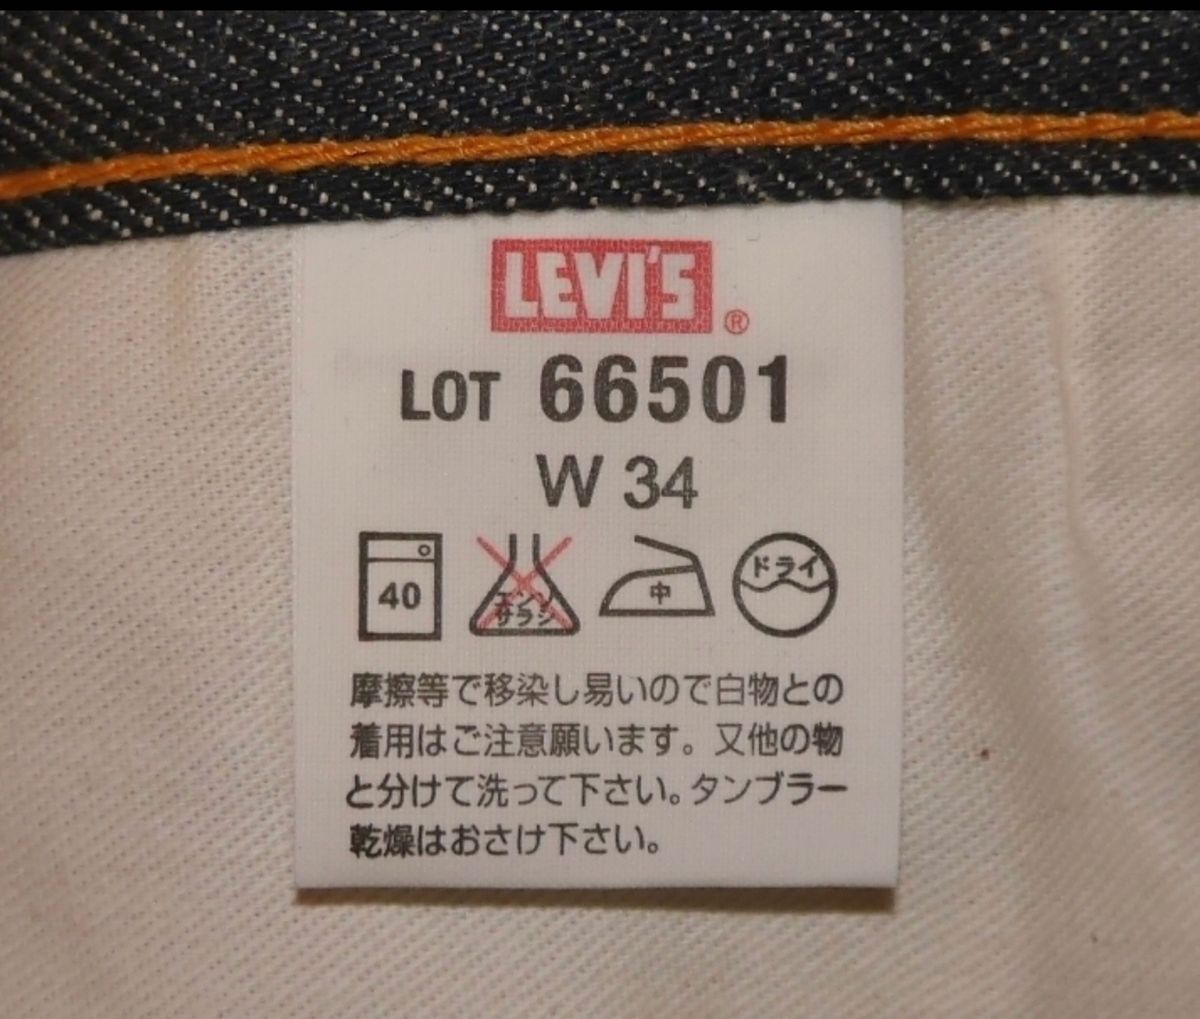 LEVI'S ®
LOT 66501
W 34
40 エンソ サラシ 中 ドライ
摩擦等で移染し易いので白物との
着用はご注意願います。又他の物
と分けて洗って下さい。タンブラー
乾燥はおさけ下さい。